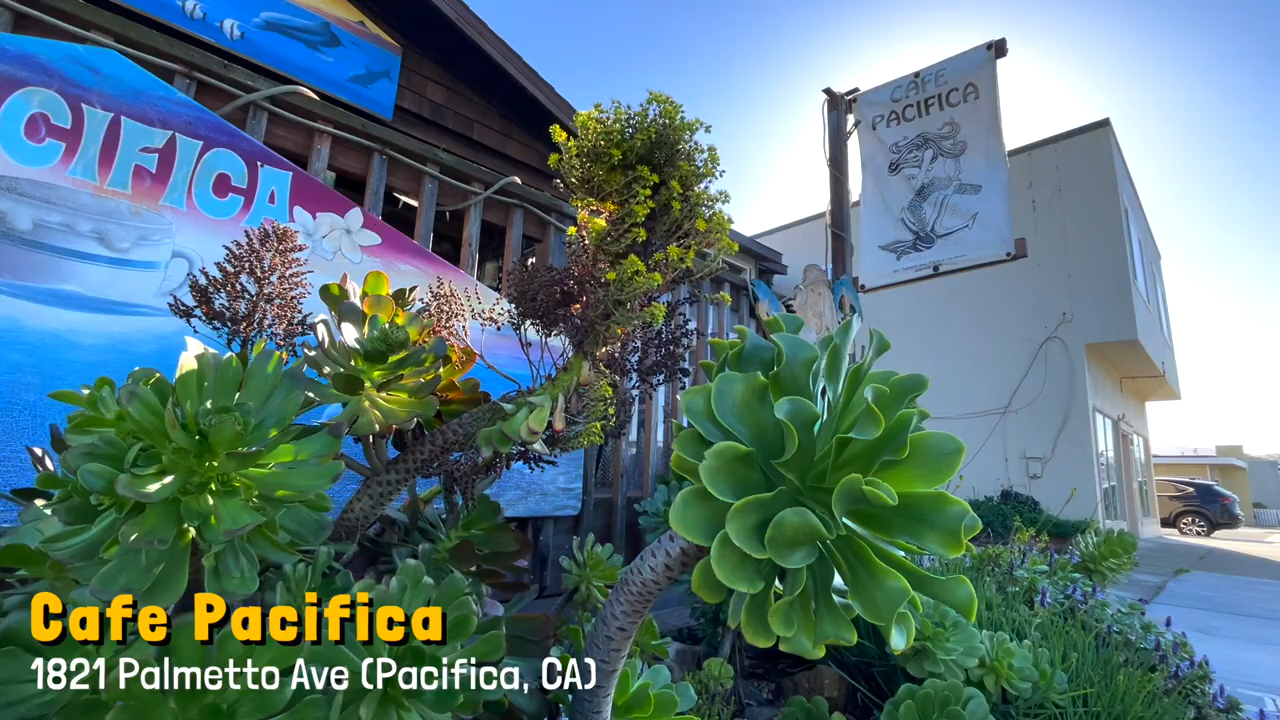 CIFICA
CAFE
PACIFICA
Cafe Pacifica
1821 Palmetto Ave (Pacifica, CA)